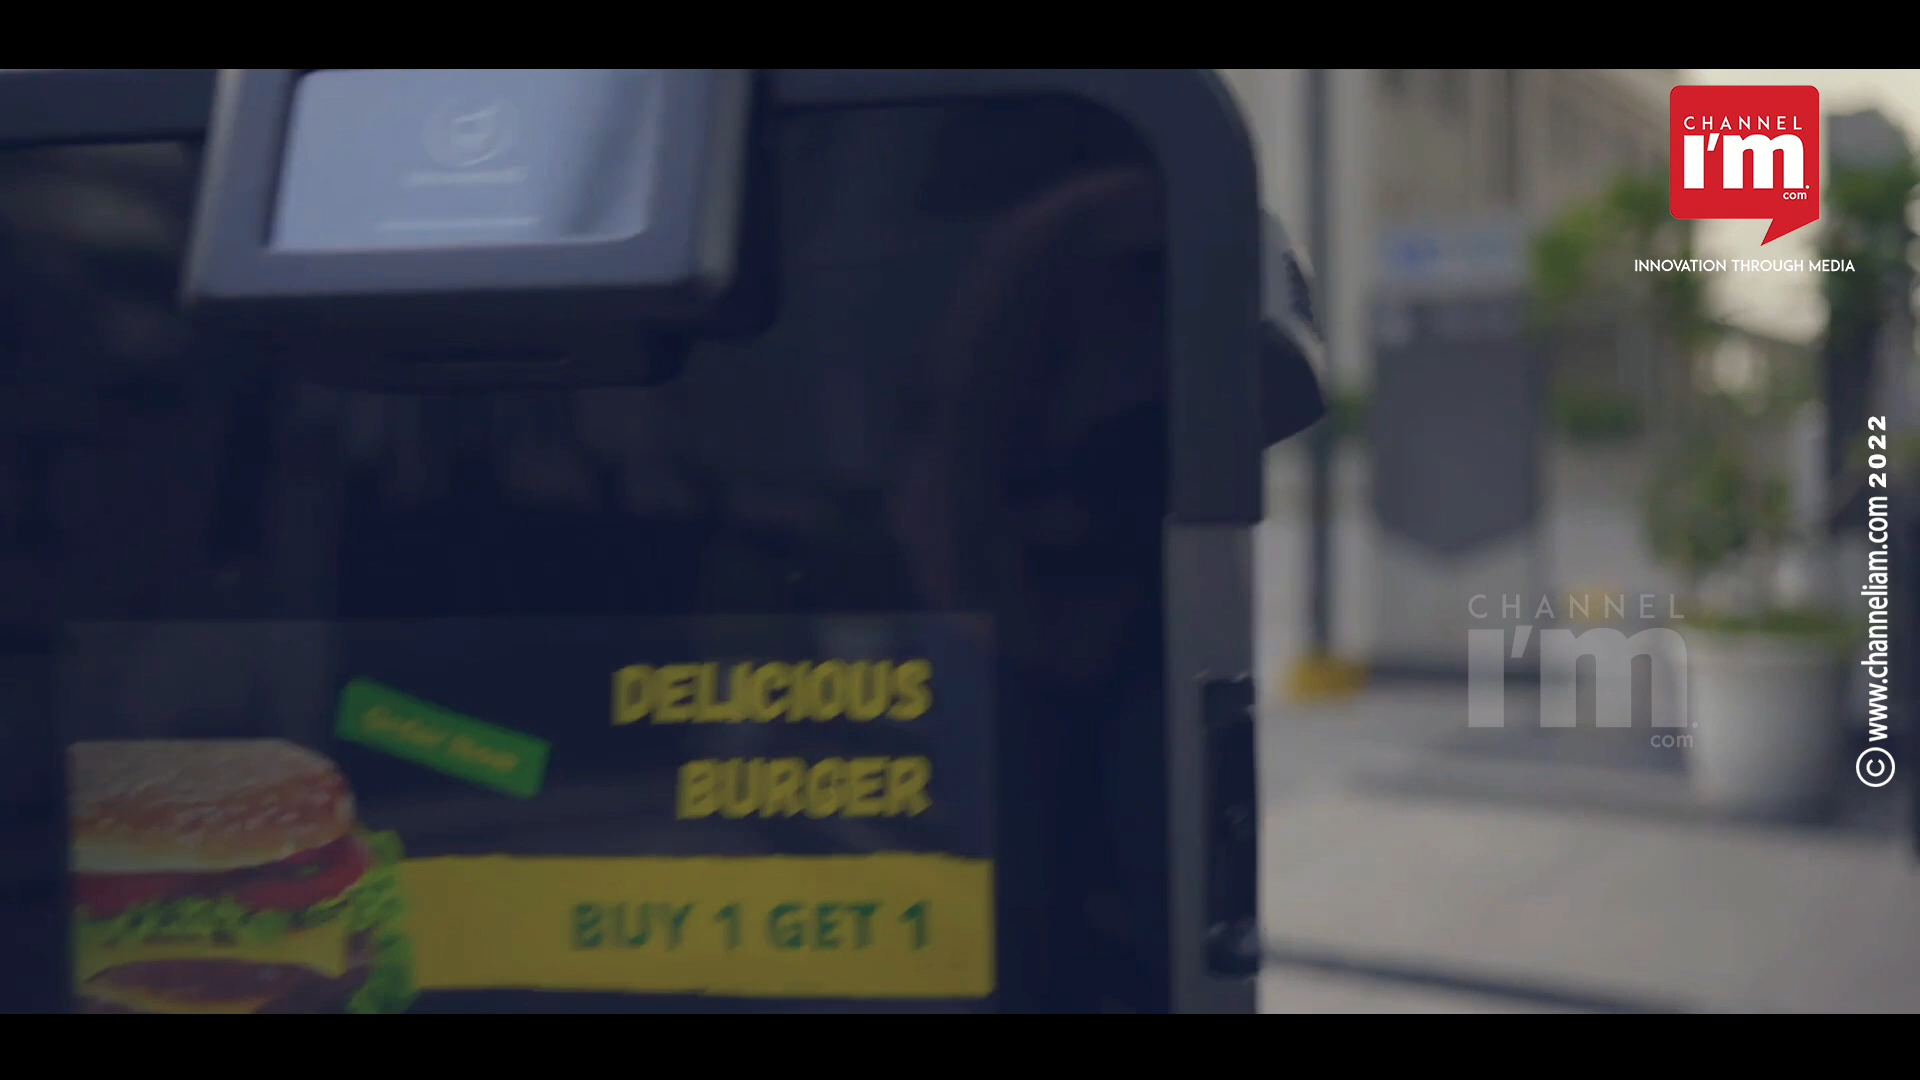 CHANNEL
I'm
.com
INNOVATION THROUGH MEDIA
© www.channeliam.com 2022
CHANNEL
I'm
.com
DELICIOUS
BURGER
BUY 1 GET 1